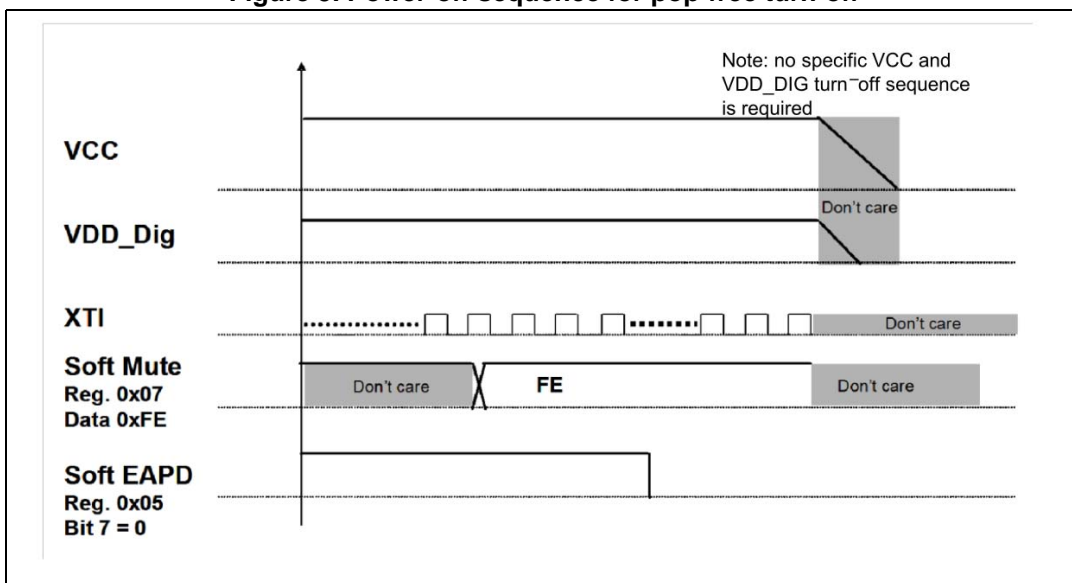 Note: no specific VCC and
VDD_DIG turn-off sequence
is required
VCC
Don't care
VDD_Dig
XTI
Don't care
Soft Mute
Reg. 0x07
Data 0xFE
Don't care
FE
Don't care
Soft EAPD
Reg. 0x05
Bit 7 = 0